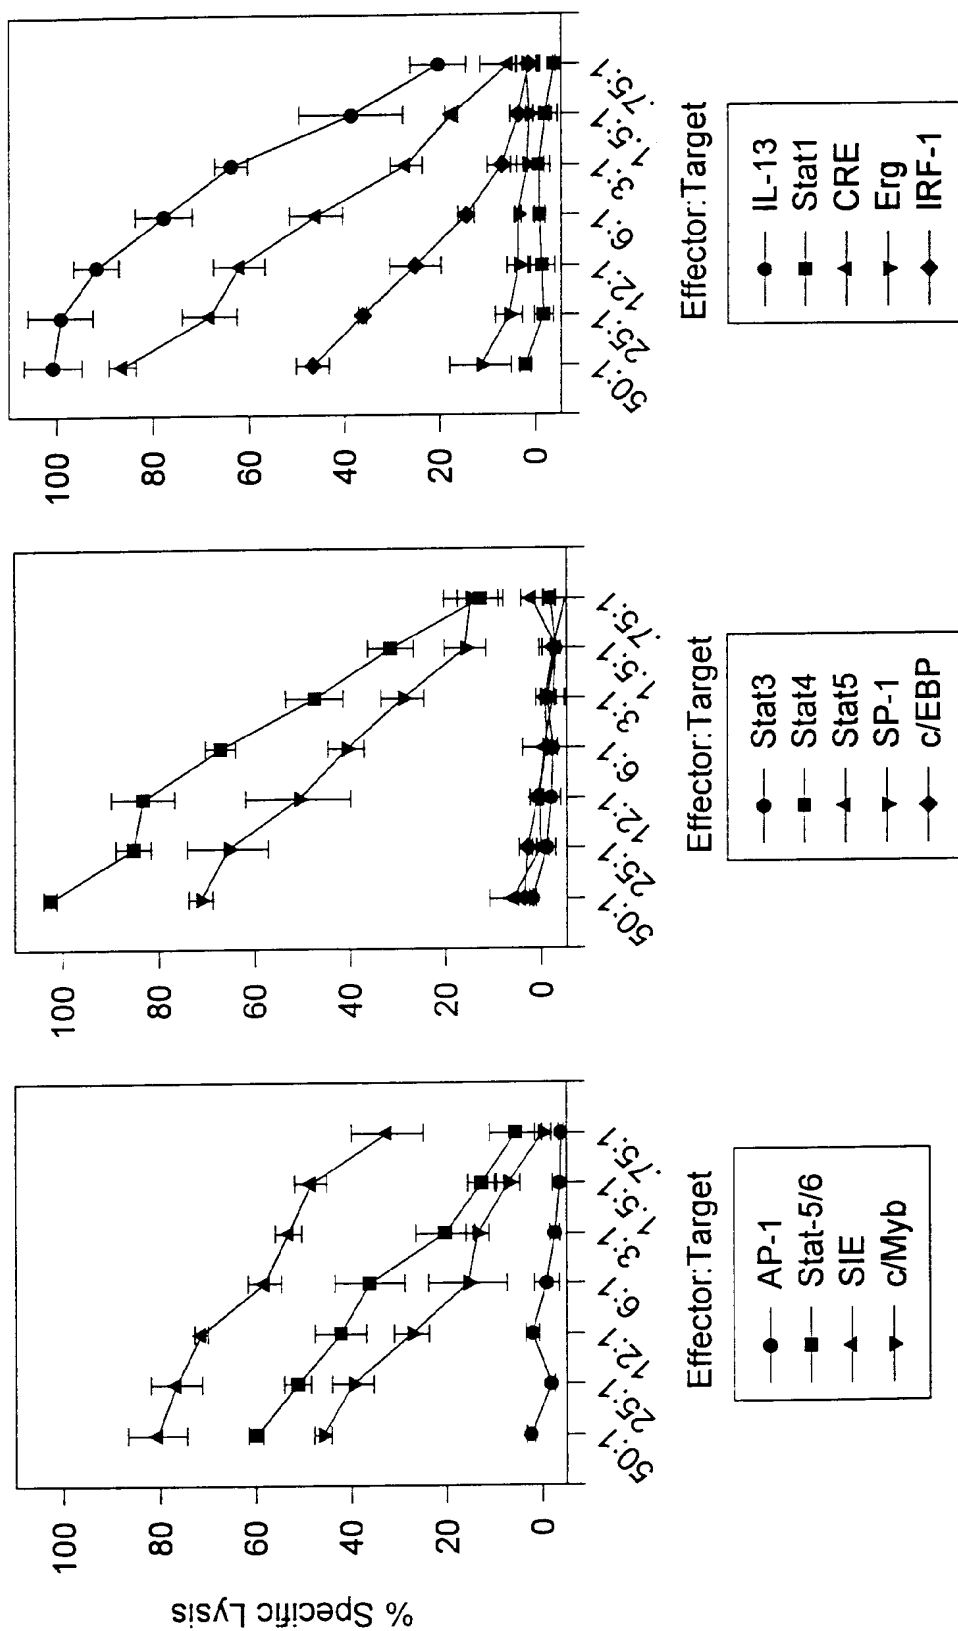 % Specific Lysis
100
80
60
40
20
0
50:1 25:1 12:1 6:1 3:1 1.5:1 .75:1
Effector:Target
AP-1
Stat-5/6
SIE
c/Myb
100
80
60
40
20
0
50:1 25:1 12:1 6:1 3:1 1.5:1 .75:1
Effector:Target
Stat3
Stat4
Stat5
SP-1
c/EBP
100
80
60
40
20
0
50:1 25:1 12:1 6:1 3:1 1.5:1 .75:1
Effector:Target
IL-13
Stat1
CRE
Erg
IRF-1